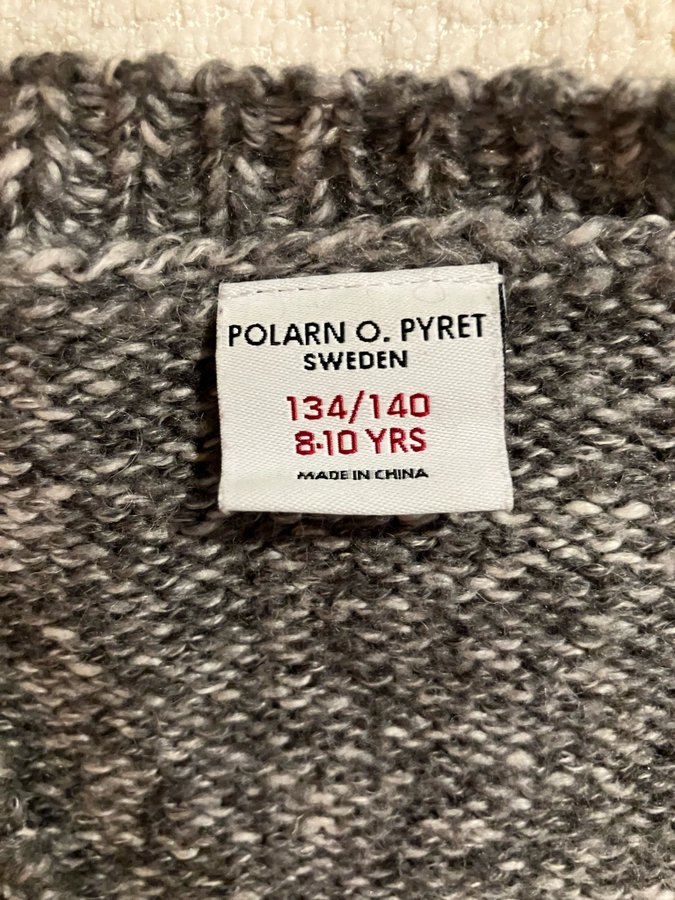 POLARN O. PYRET
SWEDEN
134/140
8-10 YRS
MADE IN CHINA